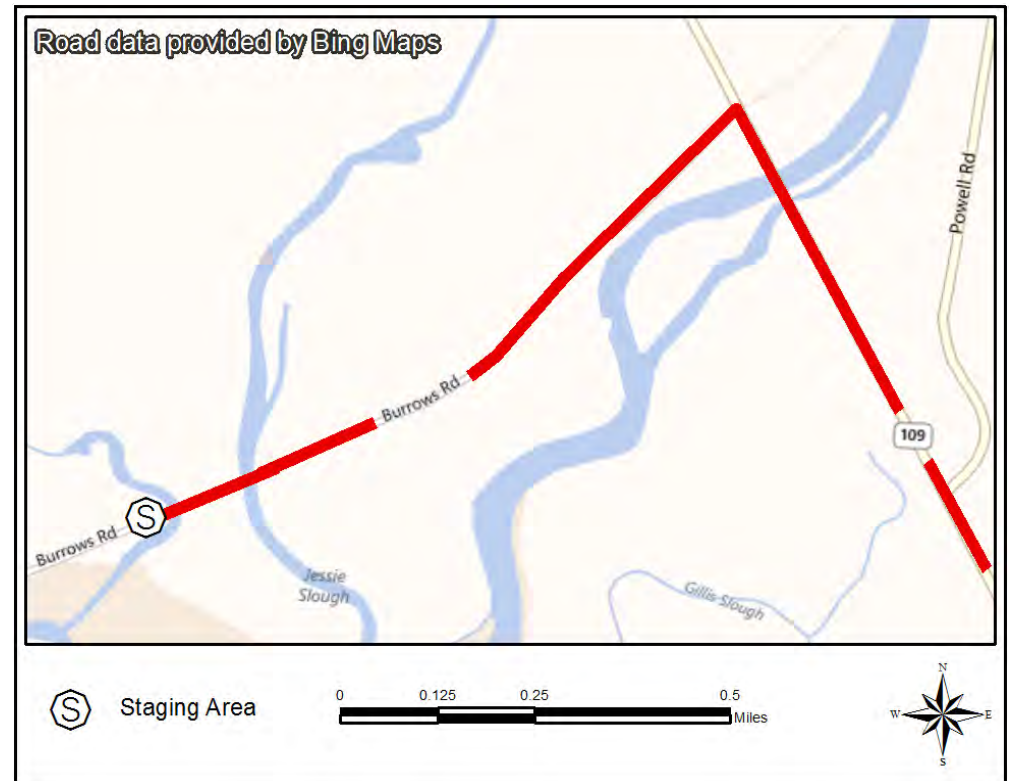 Road data provided by Bing Maps
Powell Rd
Burrows Rd
109
S
Burrows Rd
Jessie
Slough
Gillis Slough
S Staging Area
0 0.125 0.25 0.5
Miles
N
W E
S